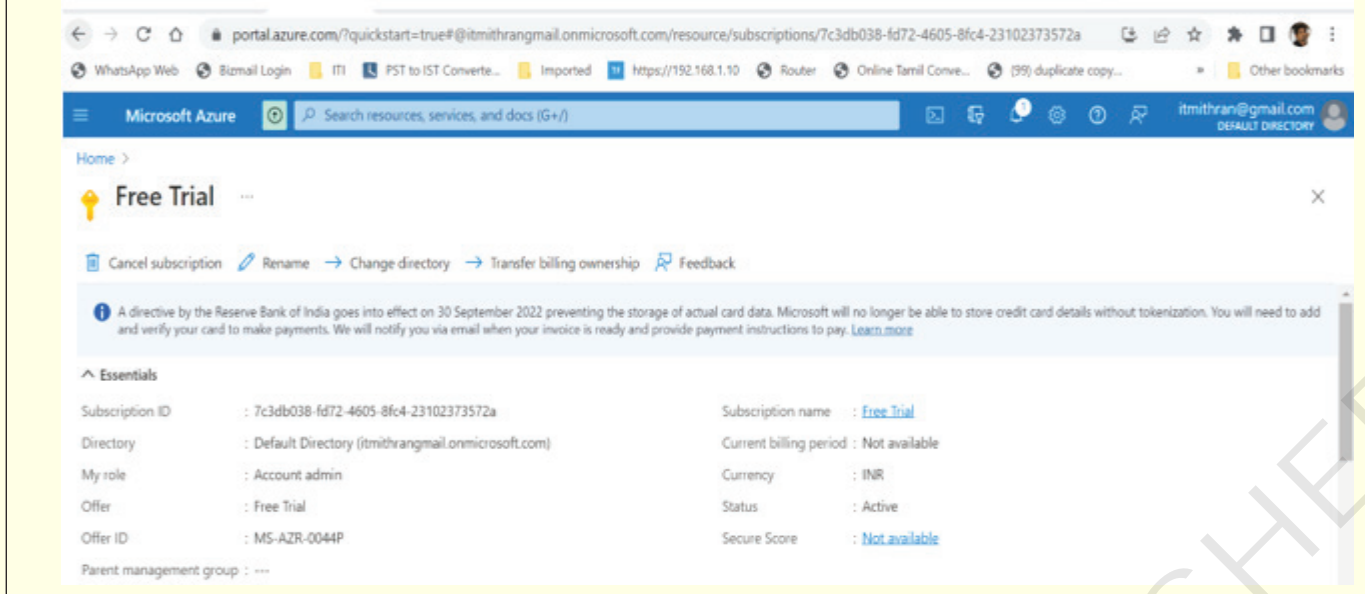 portal.azure.com/?quickstart=true#@itmithrangmail.onmicrosoft.com/resource/subscriptions/7c3db038-fd72-4605-8fc4-23102373572a
WhatsApp Web Bizmail Login ITI PST to IST Converte... Imported https://192.168.1.10 Router Online Tamil Conve... (99) duplicate copy... » Other bookmarks
Microsoft Azure Search resources, services, and docs (G+/) 1 itmithran@gmail.com
DEFAULT DIRECTORY
Home >
Free Trial ...
Cancel subscription Rename Change directory Transfer billing ownership Feedback
A directive by the Reserve Bank of India goes into effect on 30 September 2022 preventing the storage of actual card data. Microsoft will no longer be able to store credit card details without tokenization. You will need to add
and verify your card to make payments. We will notify you via email when your invoice is ready and provide payment instructions to pay. Learn more
Essentials
Subscription ID : 7c3db038-fd72-4605-8fc4-23102373572a Subscription name : Free Trial
Directory : Default Directory (itmithrangmail.onmicrosoft.com) Current billing period : Not available
My role : Account admin Currency : INR
Offer : Free Trial Status : Active
Offer ID : MS-AZR-0044P Secure Score : Not available
Parent management group : ---